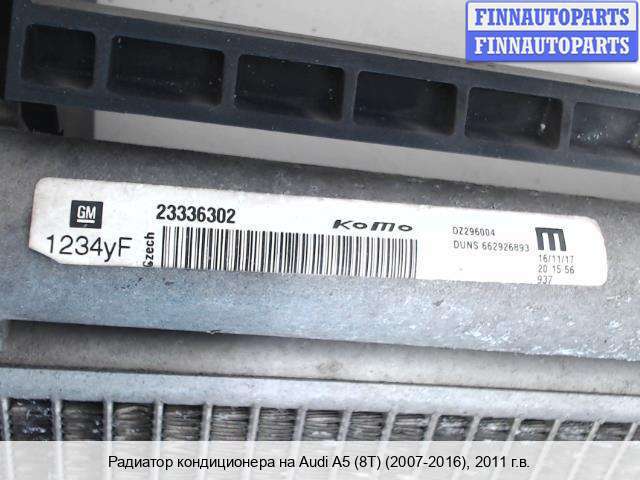 FINNAUTOPARTS
FINNAUTOPARTS
GM
23336302
KOMO
DZ296004
1234yF
Czech
DUNS 662926893
16/11/17
20 15 56
937
Радиатор кондиционера на Audi A5 (8T) (2007-2016), 2011 г.в.